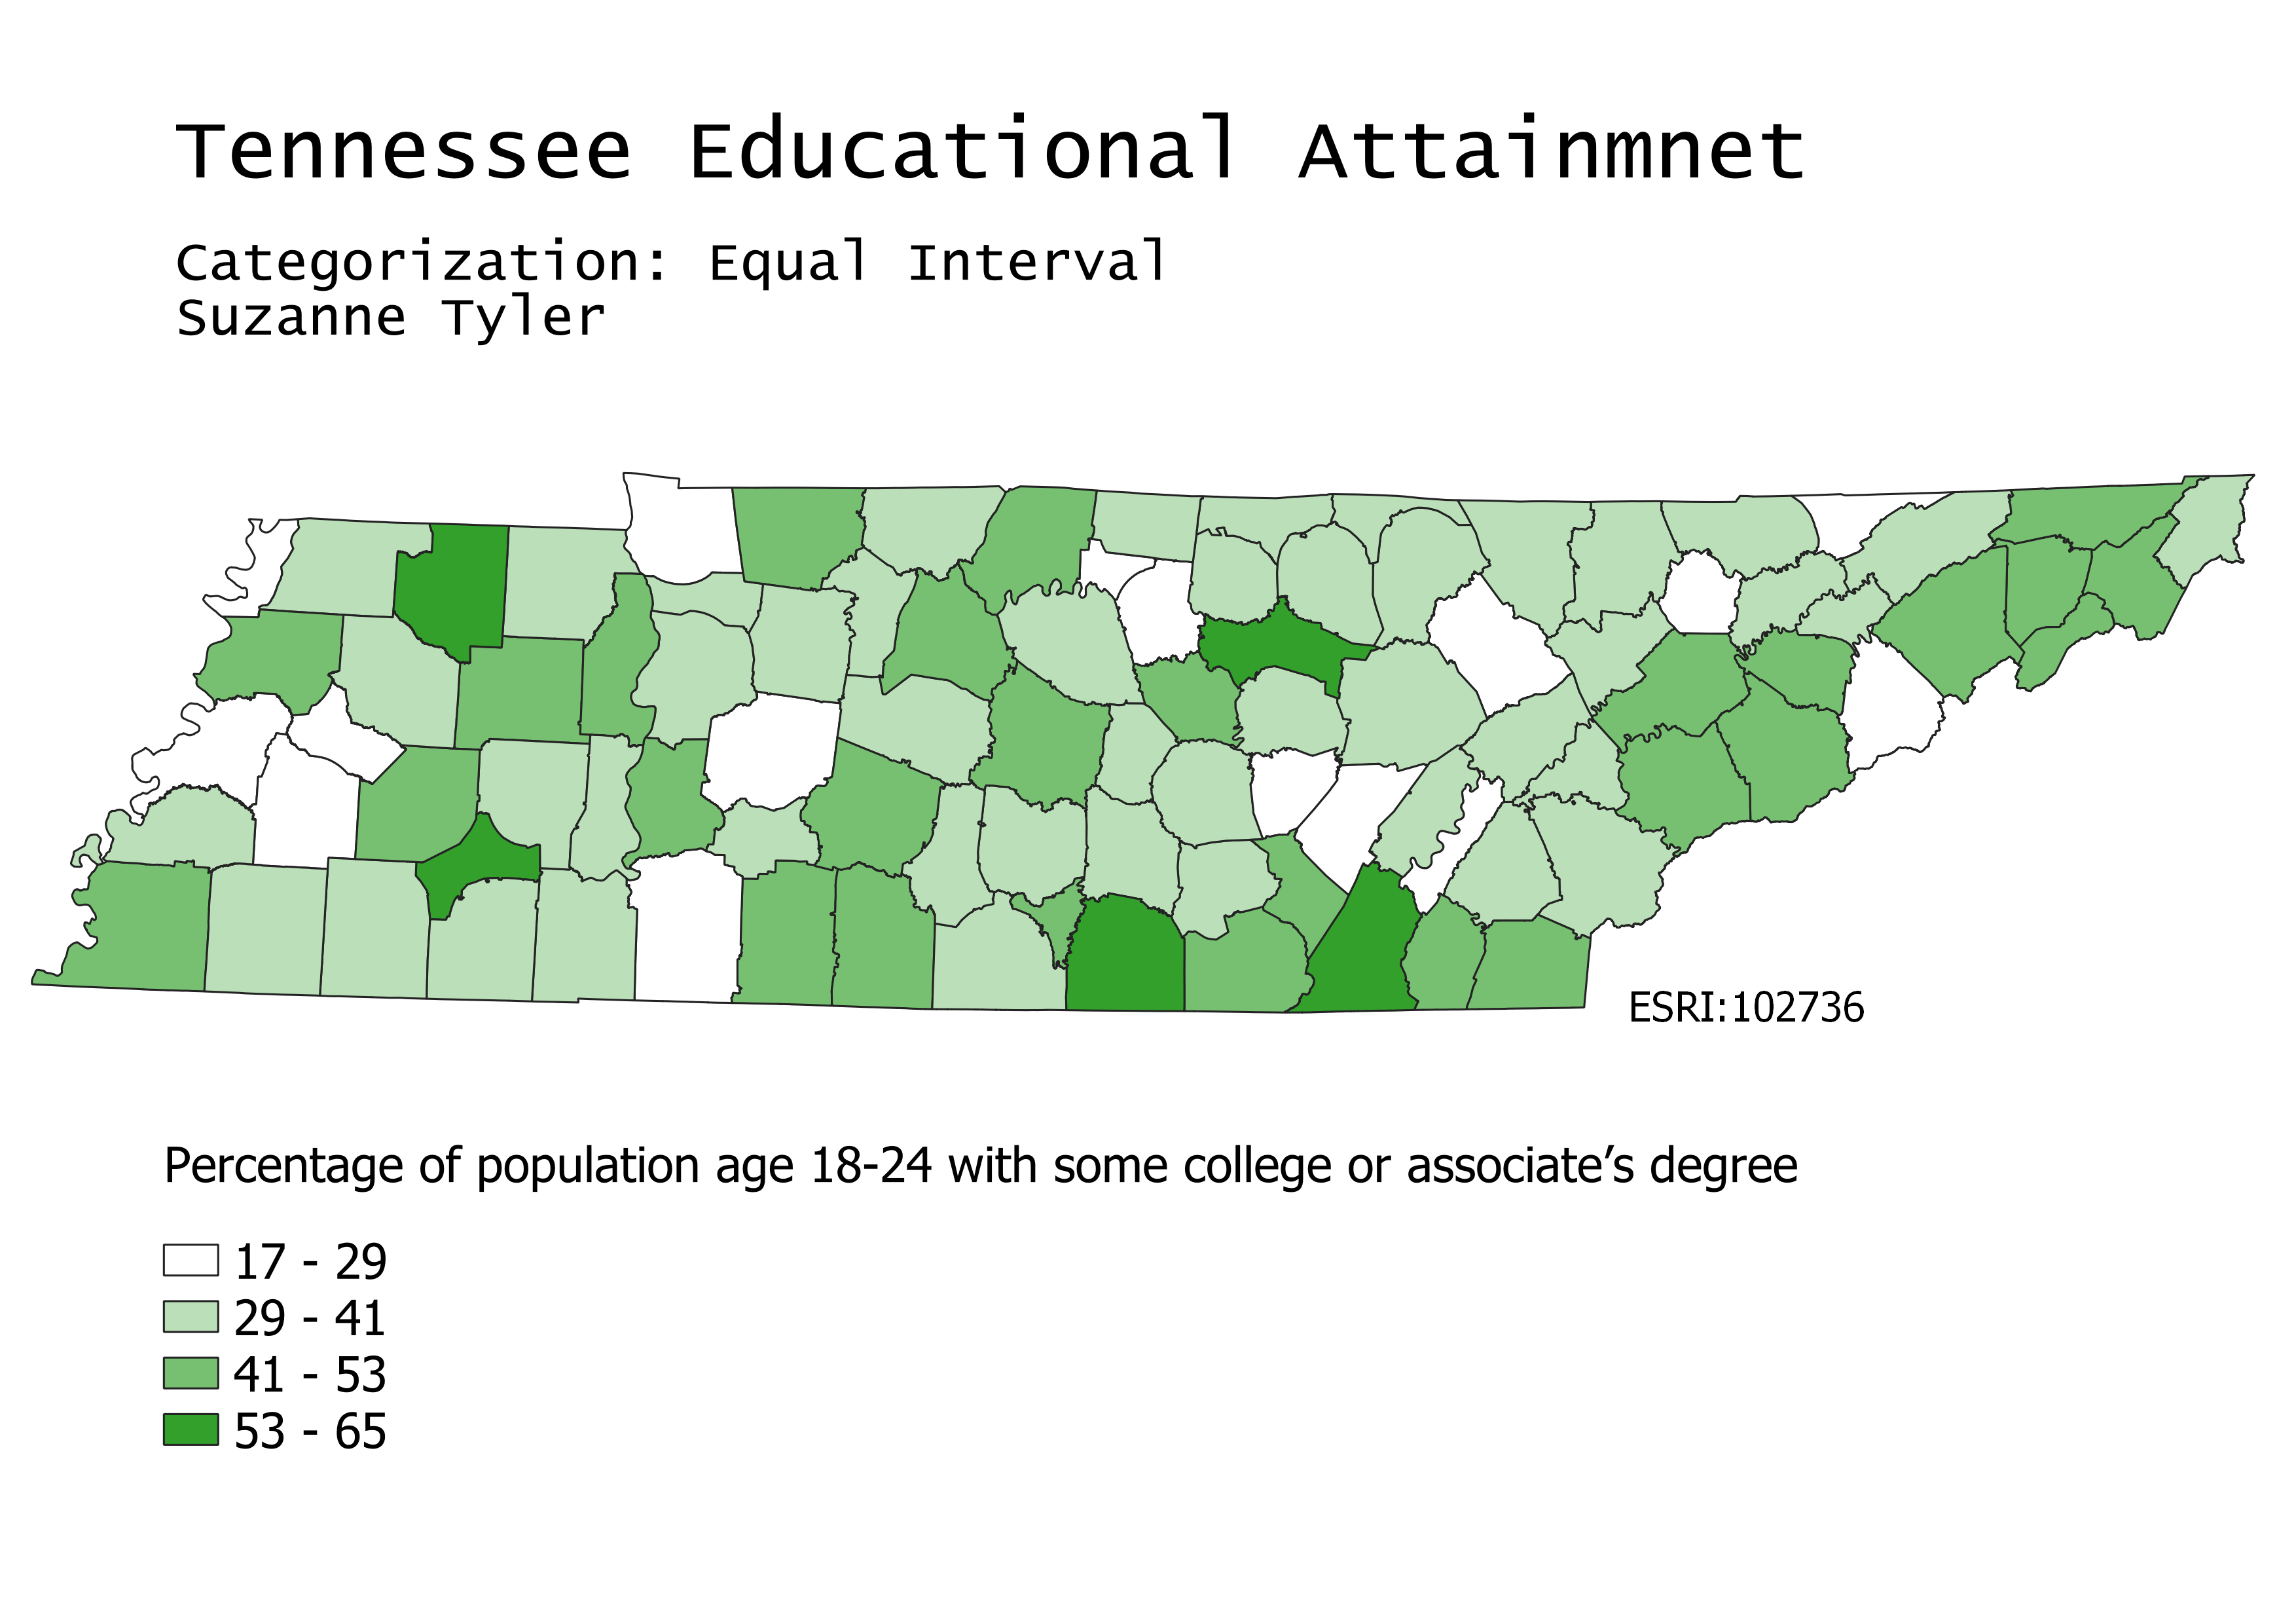 Tennessee Educational Attainmnet
Categorization: Equal Interval
Suzanne Tyler
ESRI:102736
Percentage of population age 18-24 with some college or associate’s degree
17 - 29
29 - 41
41 - 53
53 - 65